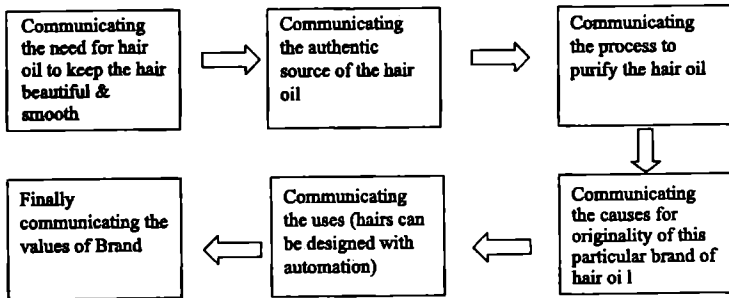 Communicating
the need for hair
oil to keep the hair
beautiful &
smooth
Communicating
the authentic
source of the hair
oil
Communicating
the process to
purify the hair oil
Communicating
the causes for
originality of this
particular brand of
hair oi l
Communicating
the uses (hairs can
be designed with
automation)
Finally
communicating the
values of Brand